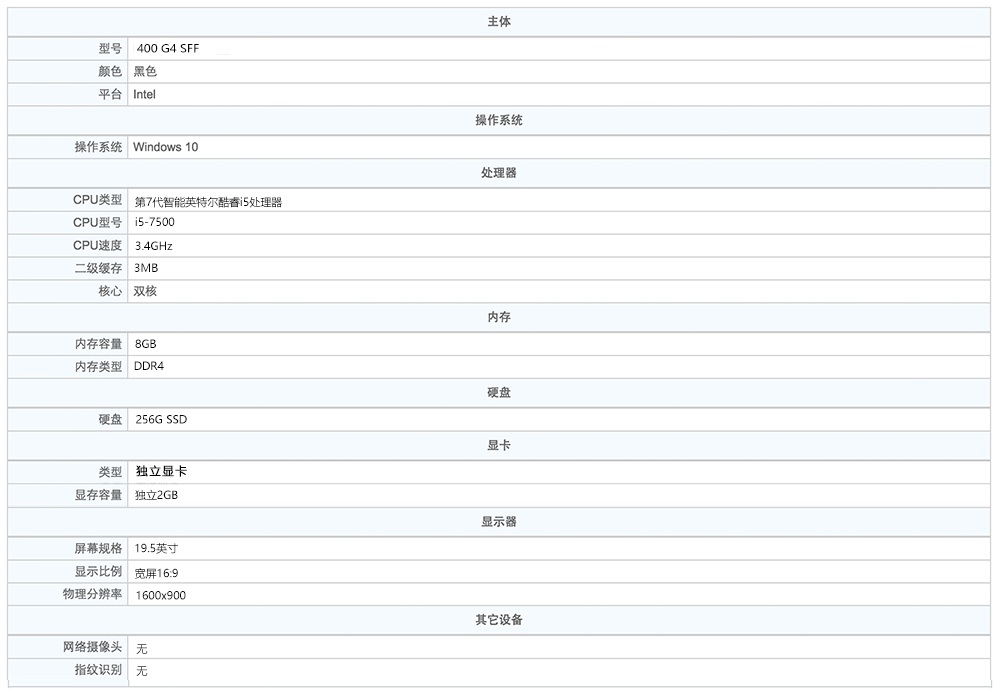 主体
型号 400 G4 SFF
颜色 黑色
平台 Intel
操作系统
操作系统 Windows 10
处理器
CPU类型 第7代智能英特尔酷睿i5处理器
CPU型号 i5-7500
CPU速度 3.4GHz
二级缓存 3MB
核心 双核
内存
内存容量 8GB
内存类型 DDR4
硬盘
硬盘 256G SSD
显卡
类型 独立显卡
显存容量 独立2GB
显示器
屏幕规格 19.5英寸
显示比例 宽屏16:9
物理分辨率 1600x900
其它设备
网络摄像头 无
指纹识别 无